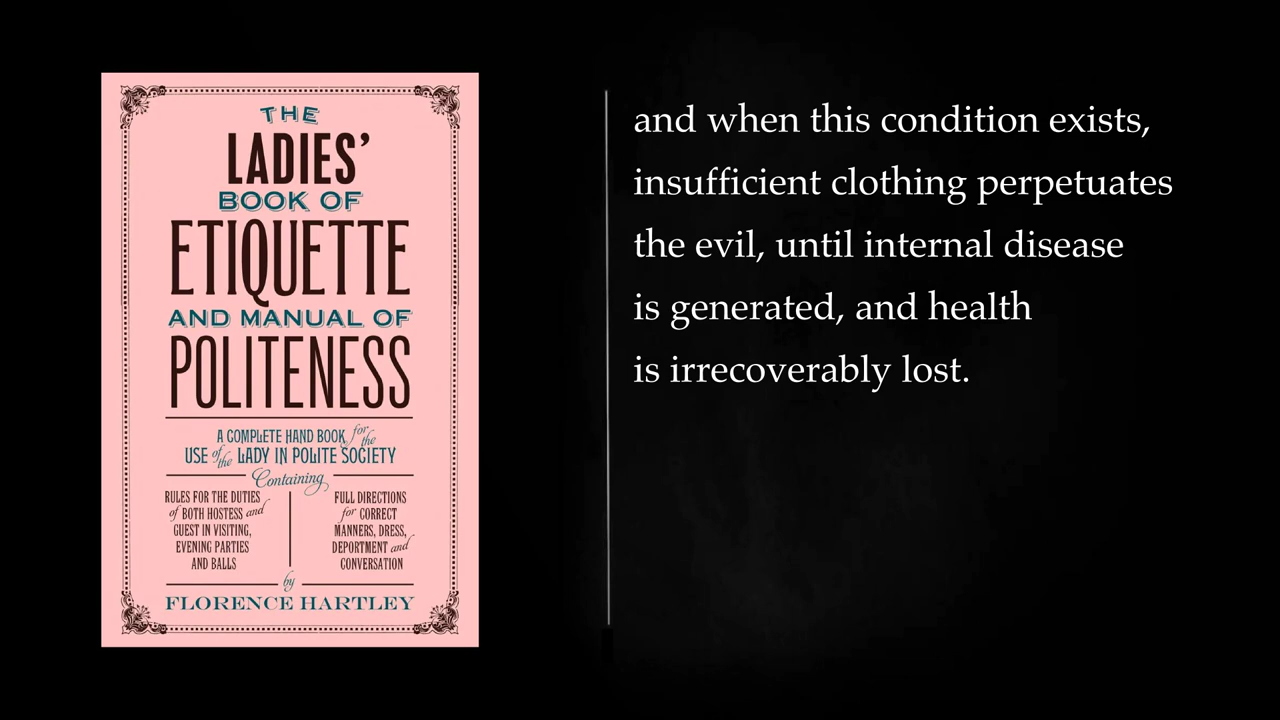 THE
LADIES'
BOOK OF
ETIQUETTE
AND MANUAL OF
POLITENESS
A COMPLETE HAND BOOK for the
USE of the LADY IN POLITE SOCIETY
Containing
RULES FOR THE DUTIES
of BOTH HOSTESS and
GUEST IN VISITING,
EVENING PARTIES
AND BALLS
FULL DIRECTIONS
for CORRECT
MANNERS, DRESS,
DEPORTMENT and
CONVERSATION
by
FLORENCE HARTLEY
and when this condition exists,
insufficient clothing perpetuates
the evil, until internal disease
is generated, and health
is irrecoverably lost.